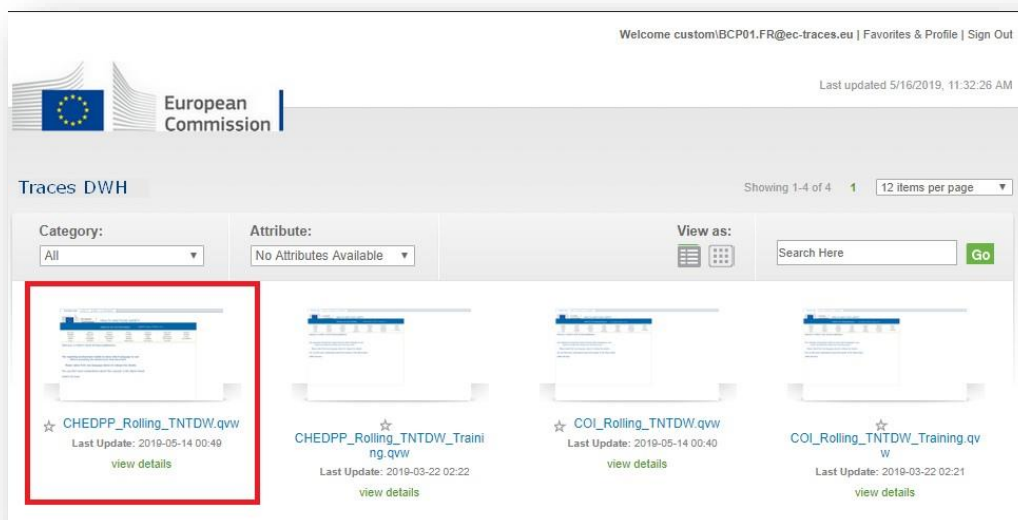 Welcome custom\BCP01.FR@ec-traces.eu | Favorites & Profile | Sign Out
Last updated 5/16/2019, 11:32:26 AM
European
Commission
Traces DWH
Showing 1-4 of 4 1 12 items per page
Category:
All
Attribute:
No Attributes Available
View as:
Search Here
Go
CHEDPP_Rolling_TNTDW.qvw
Last Update: 2019-05-14 00:49
view details
CHEDPP_Rolling_TNTDW_Traini
ng.qvw
Last Update: 2019-03-22 02:22
view details
COI_Rolling_TNTDW.qvw
Last Update: 2019-05-14 00:40
view details
COI_Rolling_TNTDW_Training.qv
w
Last Update: 2019-03-22 02:21
view details